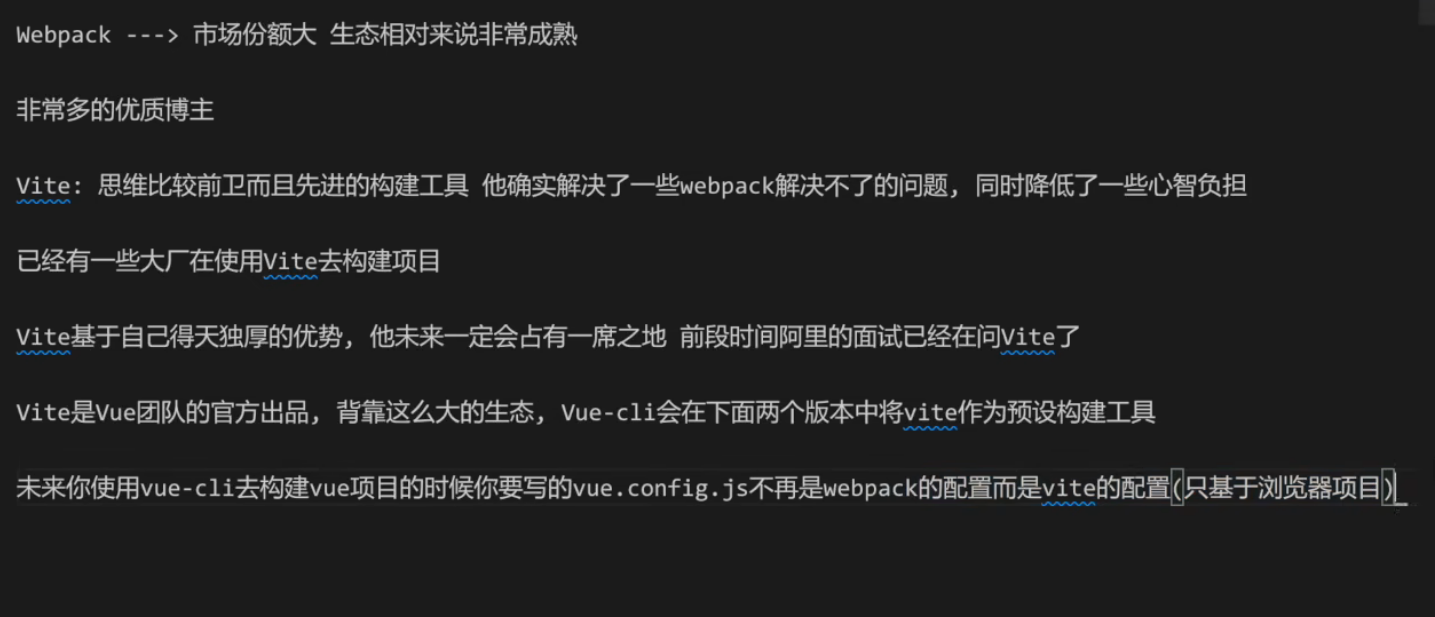 Webpack ---> 市场份额大 生态相对来说非常成熟
非常多的优质博主
Vite: 思维比较前卫而且先进的构建工具 他确实解决了一些webpack解决不了的问题, 同时降低了一些心智负担
已经有一些大厂在使用Vite去构建项目
Vite基于自己得天独厚的优势, 他未来一定会占有一席之地 前段时间阿里的面试已经在问Vite了
Vite是Vue团队的官方出品, 背靠这么大的生态, Vue-cli会在下面两个版本中将vite作为预设构建工具
未来你使用vue-cli去构建vue项目的时候你要写的vue.config.js不再是webpack的配置而是vite的配置(只基于浏览器项目)